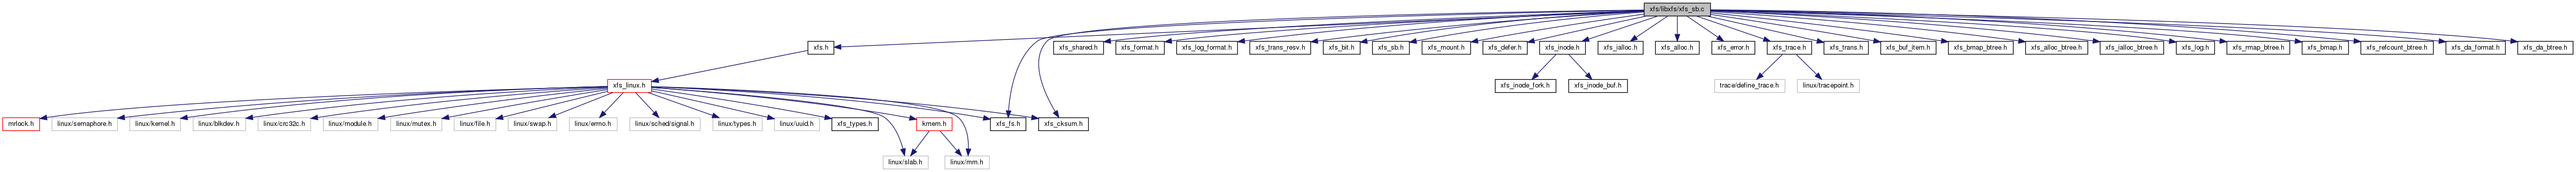 xfs/libxfs/xfs_sb.c
xfs.h
xfs_shared.h
xfs_format.h
xfs_log_format.h
xfs_trans_resv.h
xfs_bit.h
xfs_sb.h
xfs_mount.h
xfs_defer.h
xfs_inode.h
xfs_ialloc.h
xfs_alloc.h
xfs_error.h
xfs_trace.h
xfs_trans.h
xfs_buf_item.h
xfs_bmap_btree.h
xfs_alloc_btree.h
xfs_ialloc_btree.h
xfs_log.h
xfs_rmap_btree.h
xfs_bmap.h
xfs_refcount_btree.h
xfs_da_format.h
xfs_da_btree.h
xfs_linux.h
xfs_inode_fork.h
xfs_inode_buf.h
trace/define_trace.h
linux/tracepoint.h
mrlock.h
linux/semaphore.h
linux/kernel.h
linux/blkdev.h
linux/crc32c.h
linux/module.h
linux/mutex.h
linux/file.h
linux/swap.h
linux/errno.h
linux/sched/signal.h
linux/types.h
linux/uuid.h
xfs_types.h
kmem.h
xfs_fs.h
xfs_cksum.h
linux/slab.h
linux/mm.h